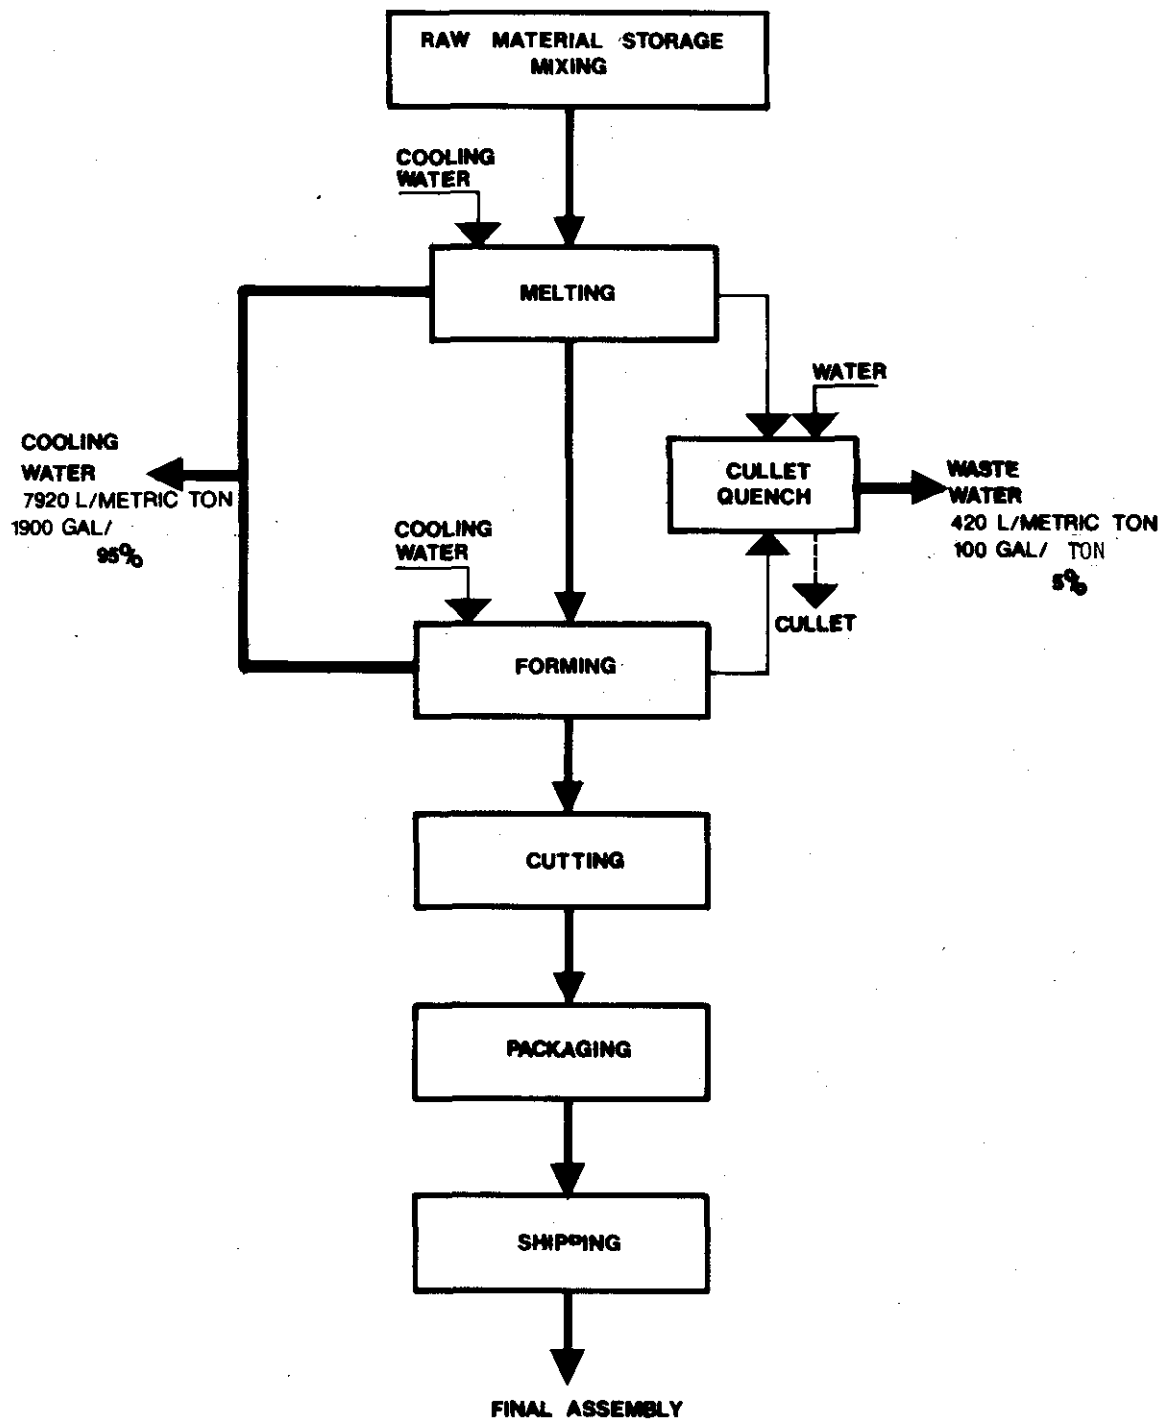 RAW MATERIAL STORAGE
MIXING
COOLING
WATER
MELTING
WATER
COOLING
WATER
7920 L/METRIC TON
1900 GAL/
95%
CULLET
QUENCH
WASTE
WATER
420 L/METRIC TON
100 GAL/ TON
5%
COOLING
WATER
CULLET
FORMING
CUTTING
PACKAGING
SHIPPING
FINAL ASSEMBLY